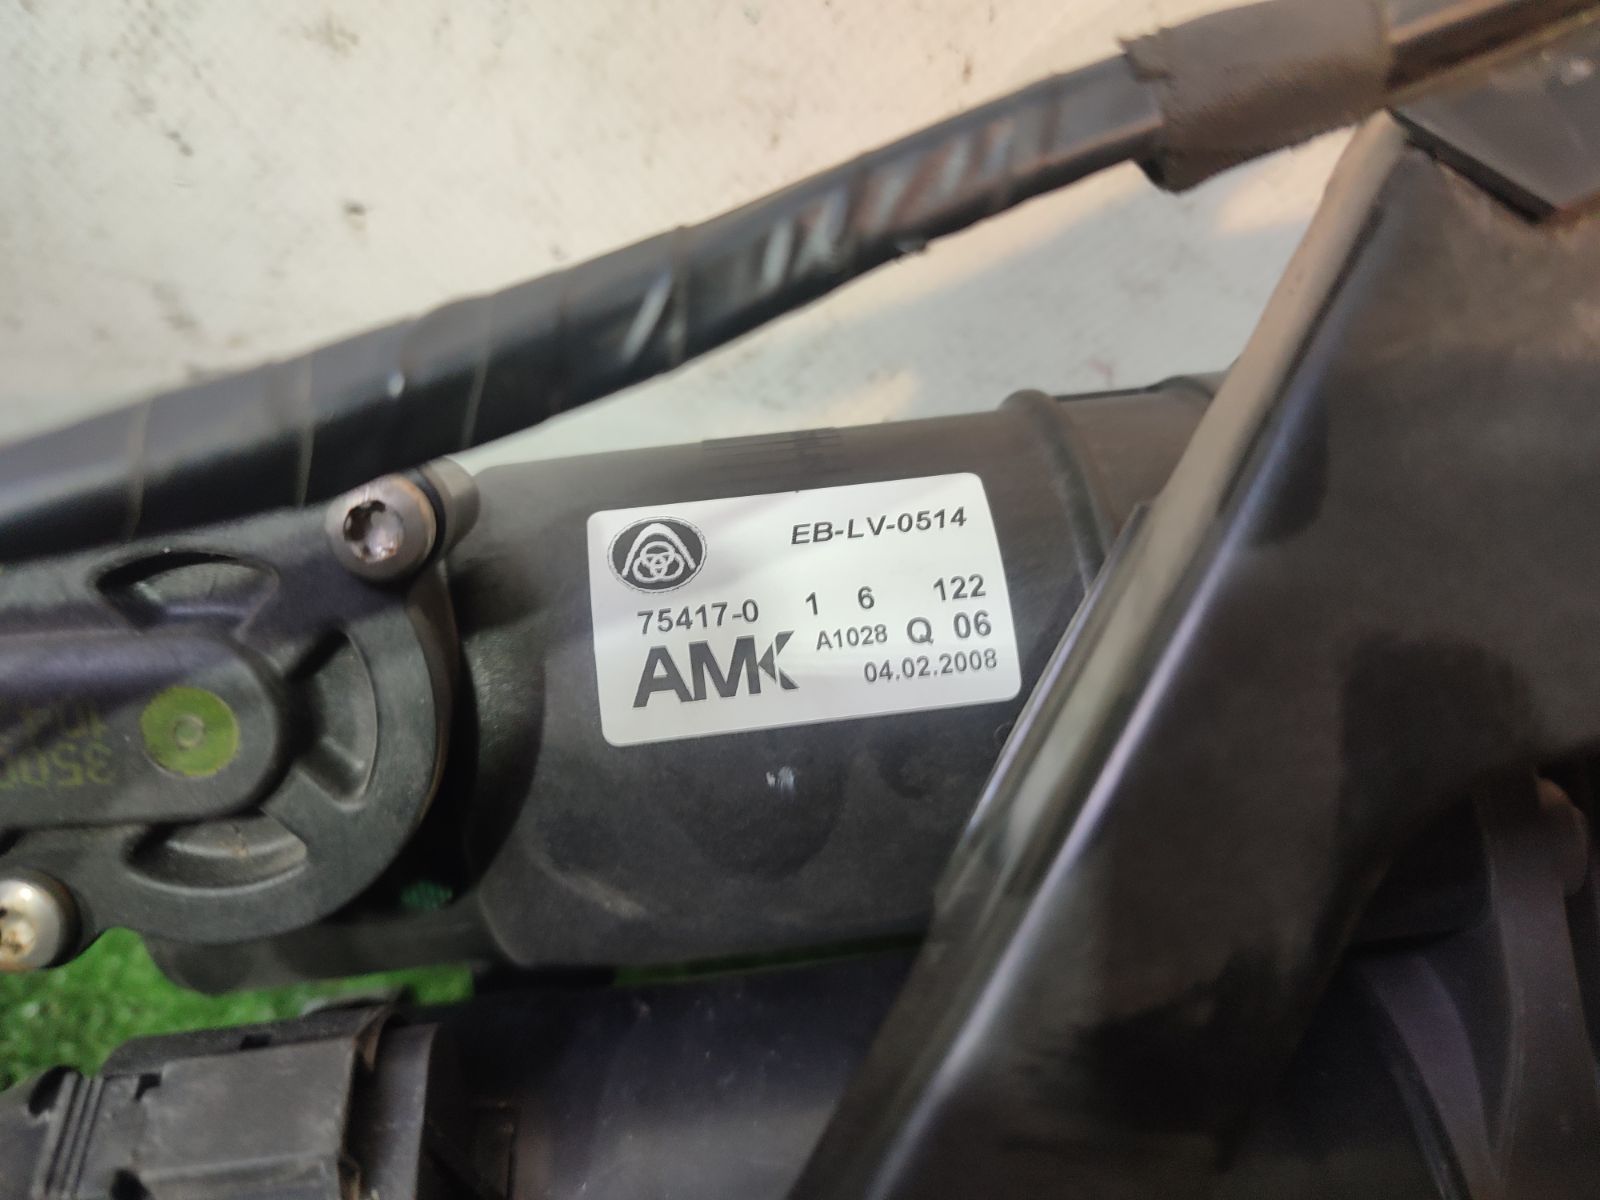 EB-LV-0514
75417-0 1 6 122
AMK A1028 Q 06
04.02.2008